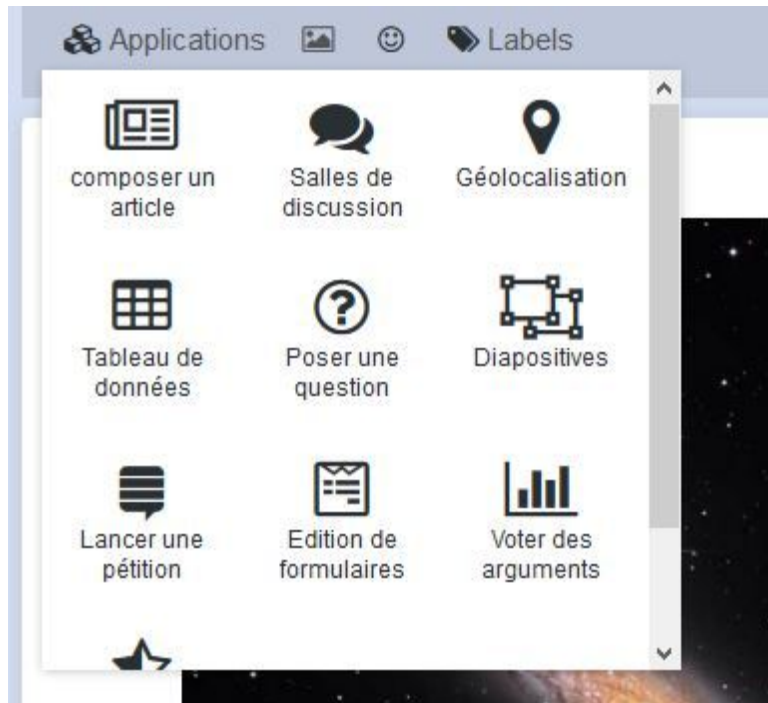 Applications Labels
composer un
article
Salles de
discussion
Géolocalisation
Tableau de
données
Poser une
question
Diapositives
Lancer une
pétition
Edition de
formulaires
Voter des
arguments